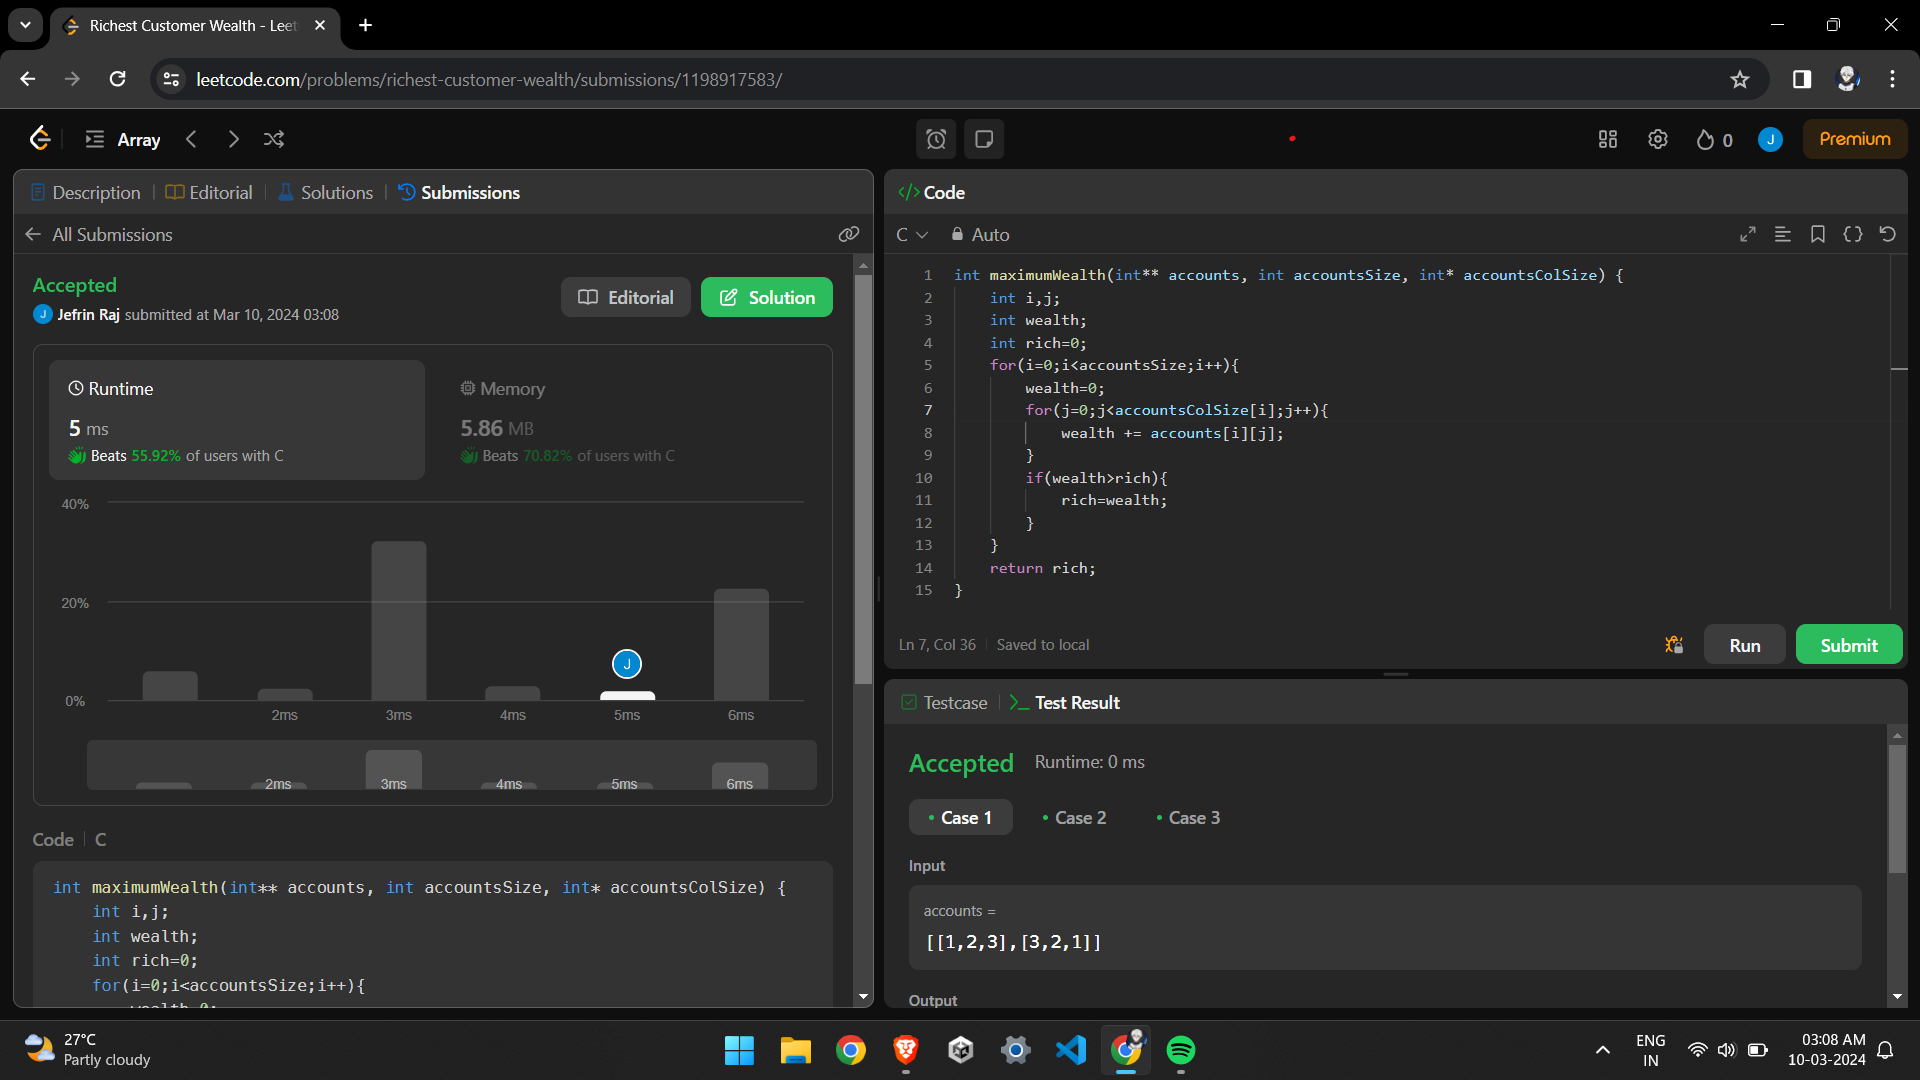 Richest Customer Wealth - Leet
leetcode.com/problems/richest-customer-wealth/submissions/1198917583/
Array
0
J
Premium
Description
Editorial
Solutions
Submissions
All Submissions
Accepted
J Jefrin Raj submitted at Mar 10, 2024 03:08
Editorial
Solution
Runtime
5 ms
Beats 55.92% of users with C
Memory
5.86 MB
Beats 70.82% of users with C
40%
20%
0%
J
2ms 3ms 4ms 5ms 6ms
2ms 3ms 4ms 5ms 6ms
Code C
int maximumWealth(int** accounts, int accountsSize, int* accountsColSize) {
int i,j;
int wealth;
int rich=0;
for(i=0;i<accountsSize;i++){
wealth=0;
</> Code
C Auto
1 int maximumWealth(int** accounts, int accountsSize, int* accountsColSize) {
2 int i,j;
3 int wealth;
4 int rich=0;
5 for(i=0;i<accountsSize;i++){
6 wealth=0;
7 for(j=0;j<accountsColSize[i];j++){
8 wealth += accounts[i][j];
9 }
10 if(wealth>rich){
11 rich=wealth;
12 }
13 }
14 return rich;
15 }
Ln 7, Col 36 Saved to local
Run
Submit
Testcase
Test Result
Accepted Runtime: 0 ms
Case 1
Case 2
Case 3
Input
accounts =
[[1,2,3],[3,2,1]]
Output
27°C
Partly cloudy
ENG
IN
03:08 AM
10-03-2024